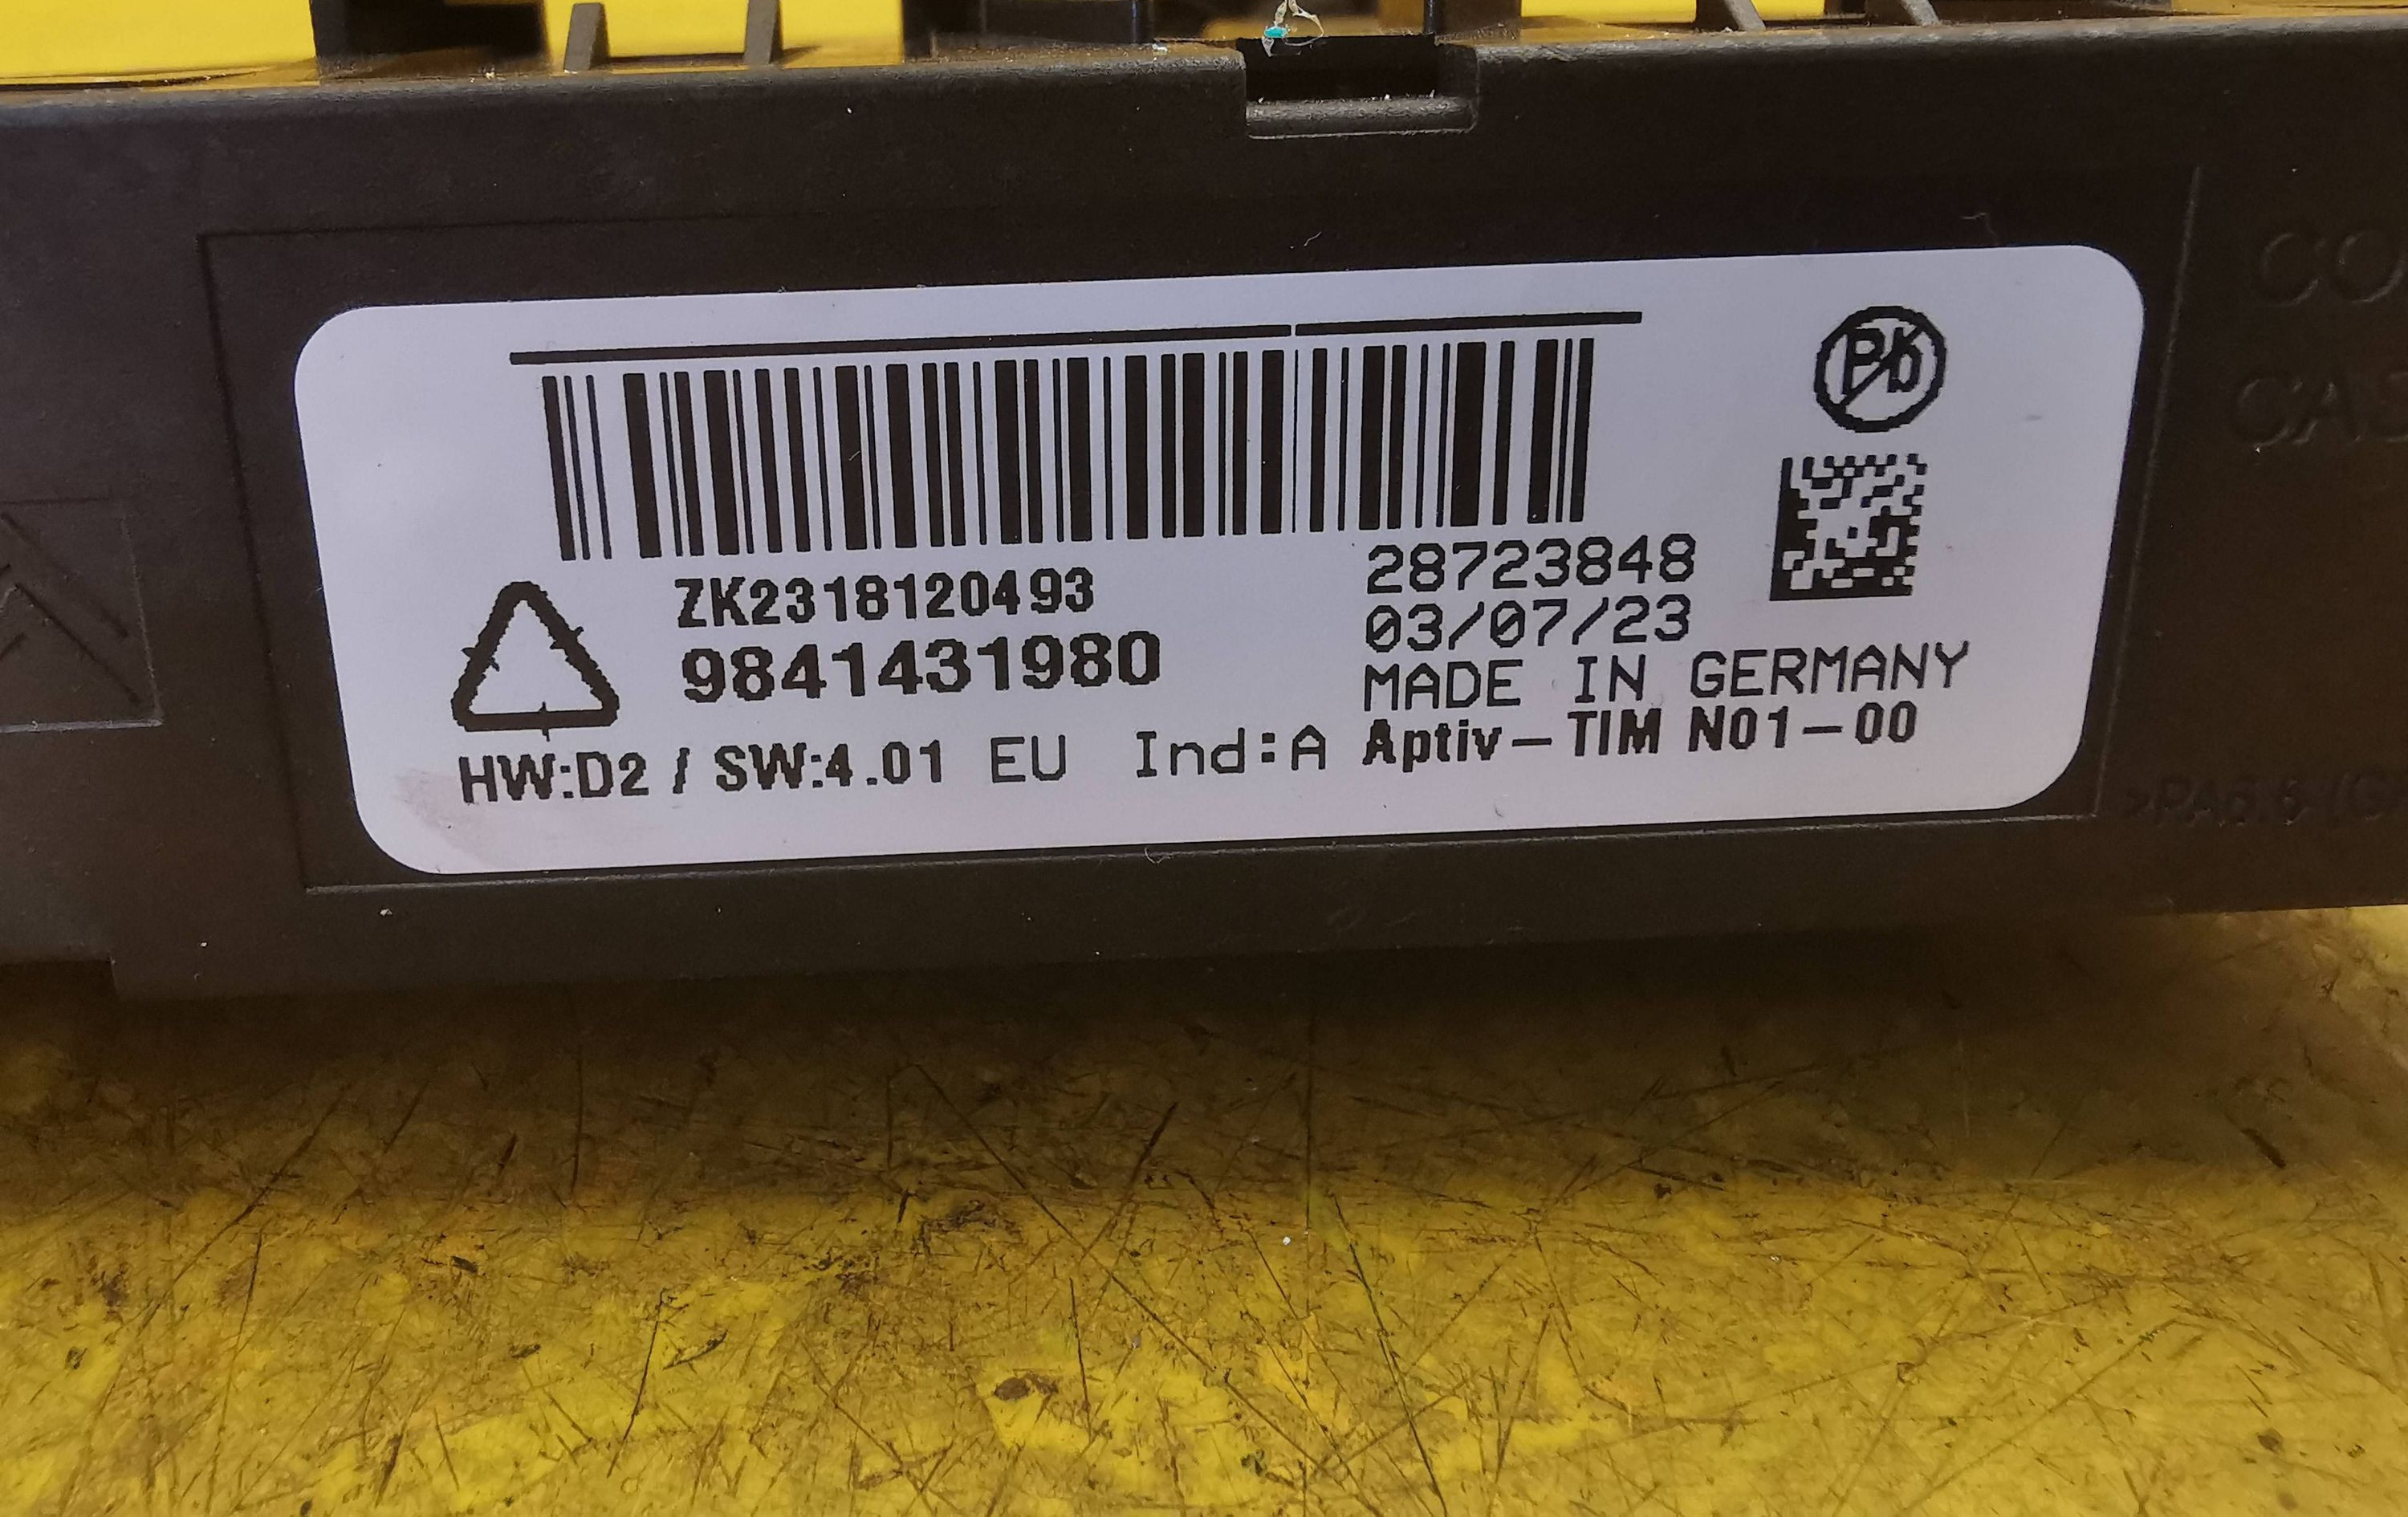 Pb
ZK2318120493
28723848
9841431980
03/07/23
MADE IN GERMANY
HW:D2 / SW:4.01 EU Ind:A Aptiv-TIM N01-00